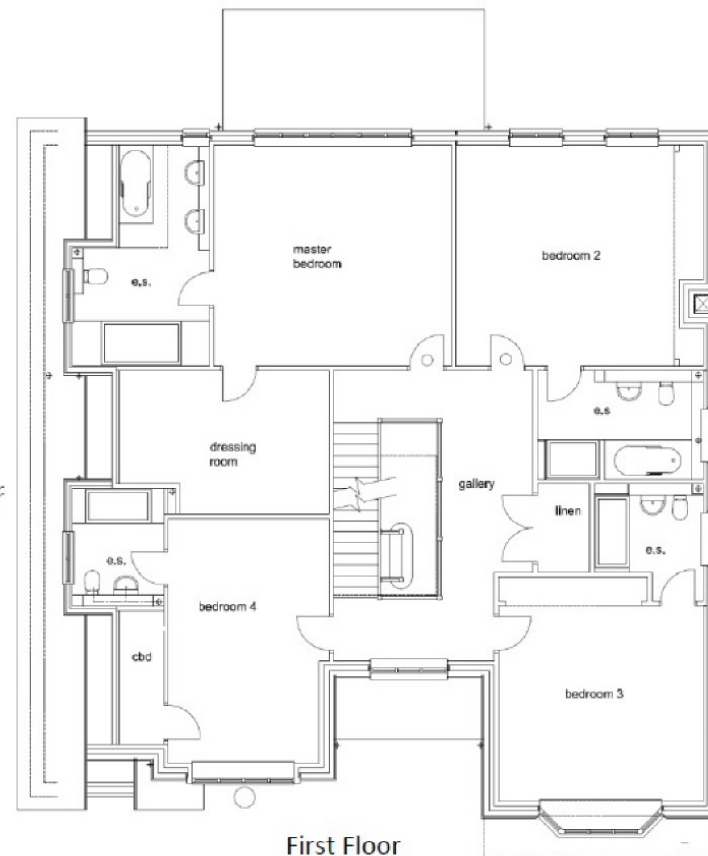 master
bedroom
bedroom 2
e.s.
e.s
dressing
room
gallery
linen
e.s.
e.s.
bedroom 4
cbd
bedroom 3
First Floor